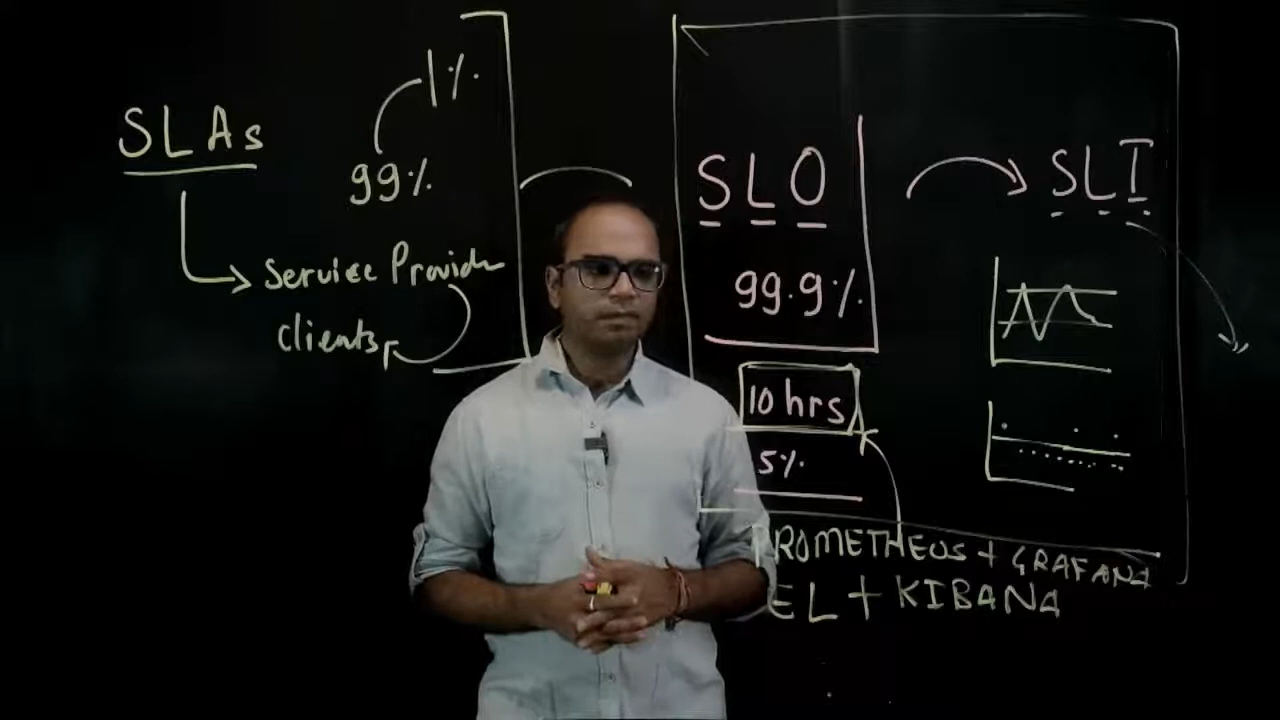 1%
SLAs
99%
Service Provider
clients
SLO
SLI
99.9%
10 hrs
5%
PROMETHEUS + GRAFANA
EL + KIBANA